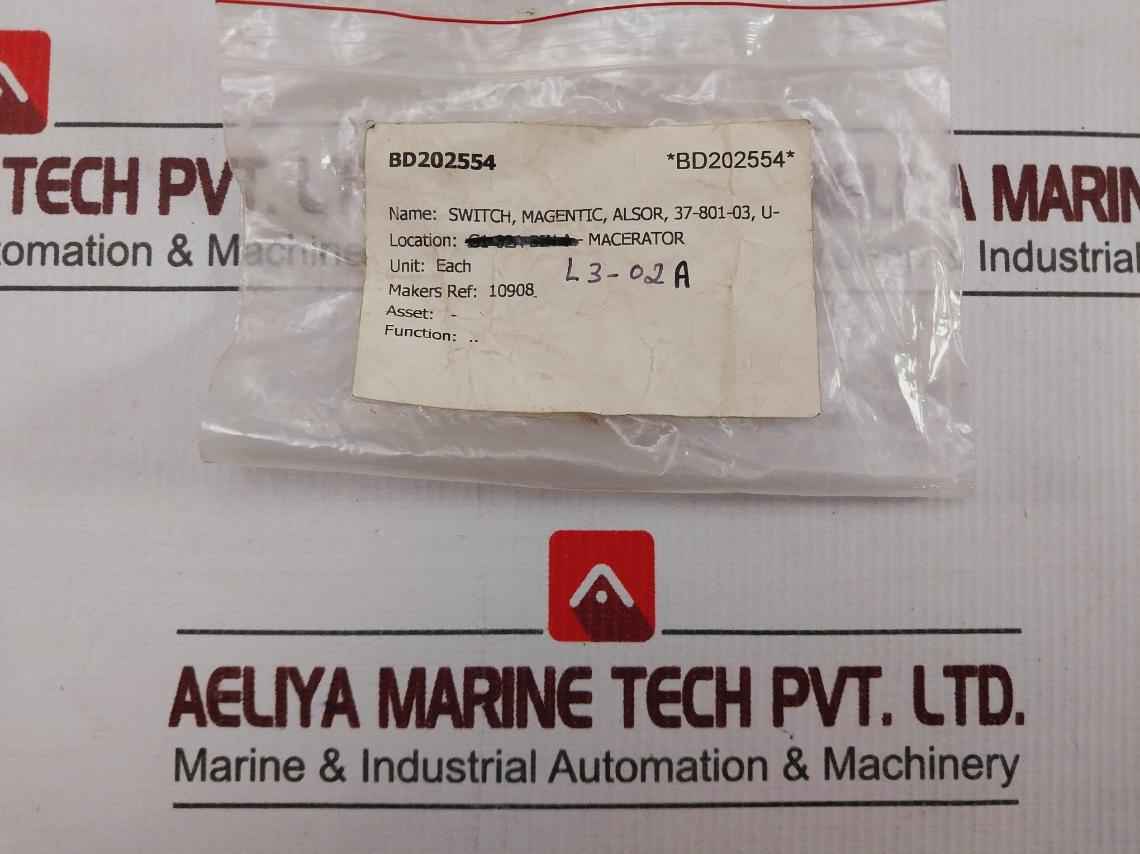 BD202554 *BD202554*
Name: SWITCH, MAGENTIC, ALSOR, 37-801-03, U-
Location: - MACERATOR
Unit: Each
L3-02A
Makers Ref: 10908
Asset: -
Function: ..
TECH PVT. L
MARIN
tomation & Machine
Industrial
AELIYA MARINE TECH PVT. LTD.
Marine & Industrial Automation & Machinery